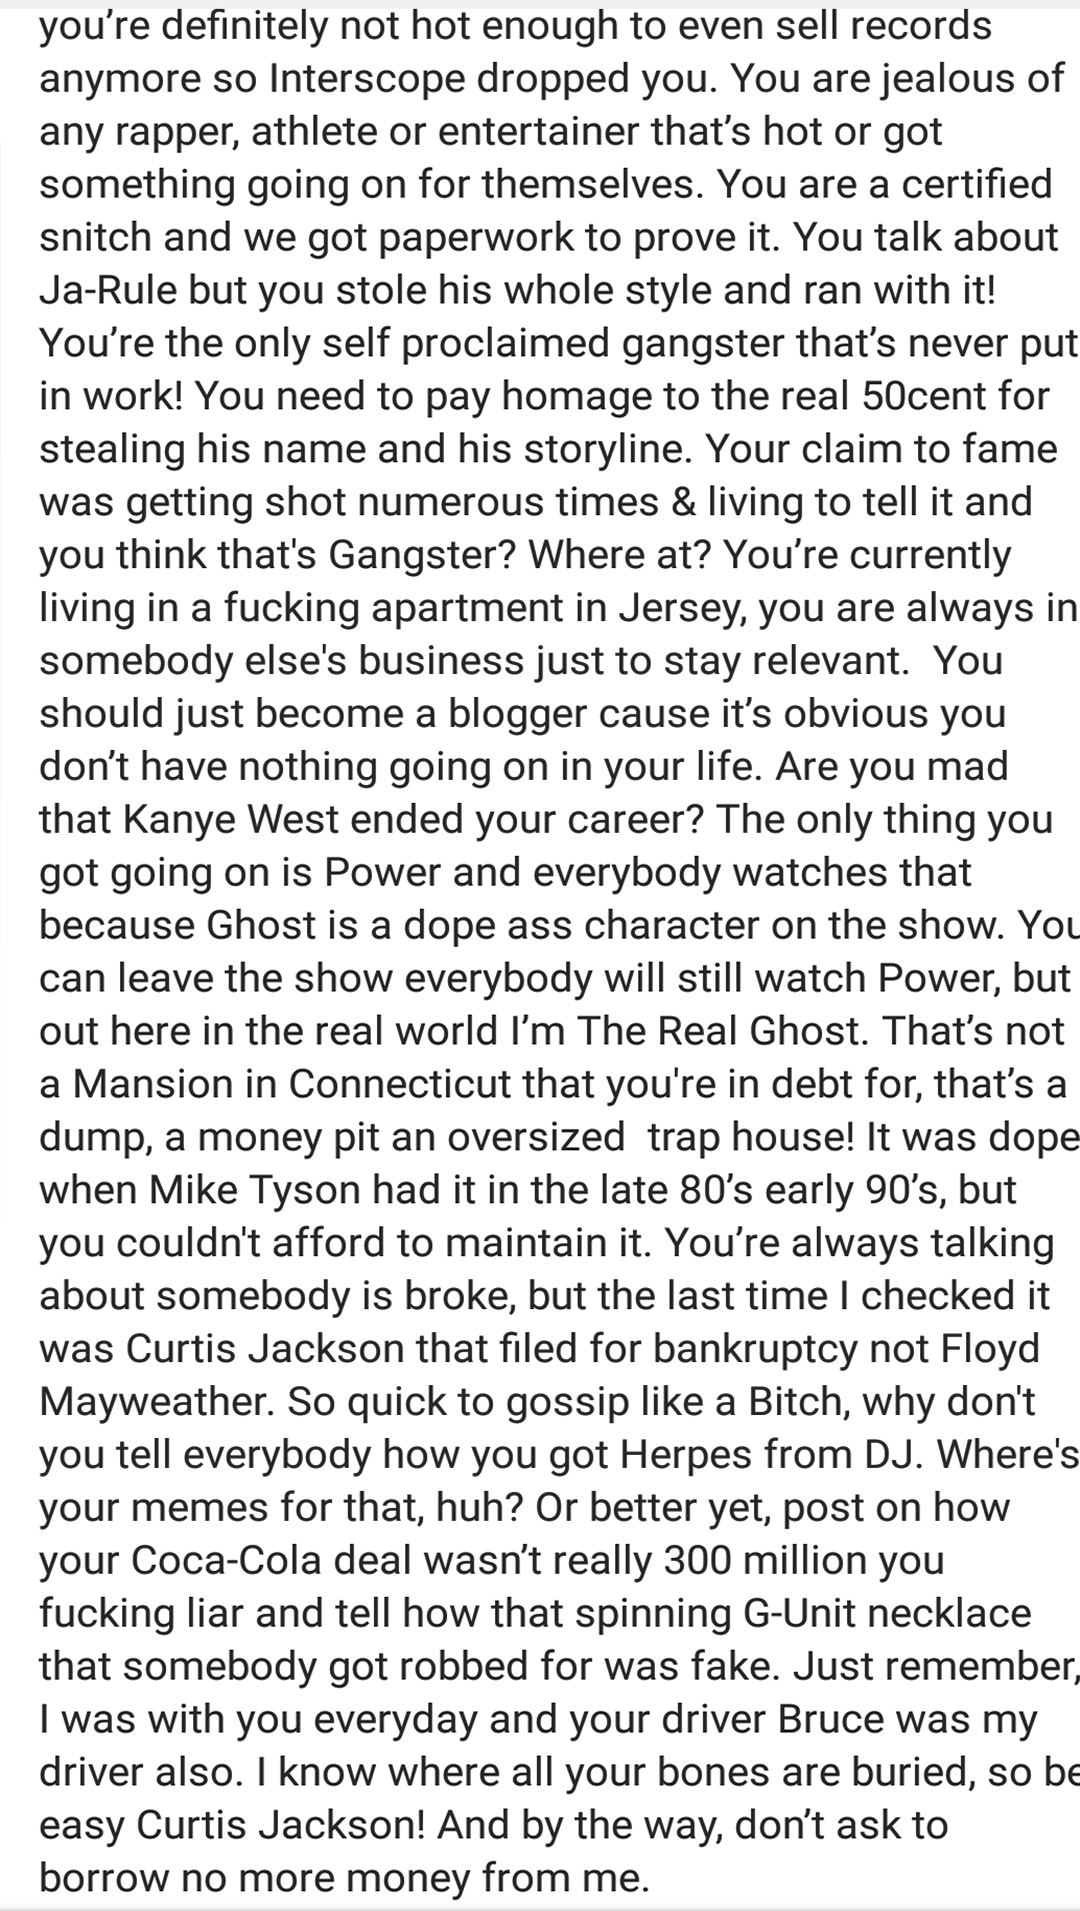 you’re definitely not hot enough to even sell records
anymore so Interscope dropped you. You are jealous of
any rapper, athlete or entertainer that’s hot or got
something going on for themselves. You are a certified
snitch and we got paperwork to prove it. You talk about
Ja-Rule but you stole his whole style and ran with it!
You’re the only self proclaimed gangster that’s never put
in work! You need to pay homage to the real 50cent for
stealing his name and his storyline. Your claim to fame
was getting shot numerous times & living to tell it and
you think that's Gangster? Where at? You’re currently
living in a fucking apartment in Jersey, you are always in
somebody else's business just to stay relevant.  You
should just become a blogger cause it’s obvious you
don’t have nothing going on in your life. Are you mad
that Kanye West ended your career? The only thing you
got going on is Power and everybody watches that
because Ghost is a dope ass character on the show. You
can leave the show everybody will still watch Power, but
out here in the real world I’m The Real Ghost. That’s not
a Mansion in Connecticut that you're in debt for, that’s a
dump, a money pit an oversized  trap house! It was dope
when Mike Tyson had it in the late 80’s early 90’s, but
you couldn't afford to maintain it. You’re always talking
about somebody is broke, but the last time I checked it
was Curtis Jackson that filed for bankruptcy not Floyd
Mayweather. So quick to gossip like a Bitch, why don't
you tell everybody how you got Herpes from DJ. Where's
your memes for that, huh? Or better yet, post on how
your Coca-Cola deal wasn’t really 300 million you
fucking liar and tell how that spinning G-Unit necklace
that somebody got robbed for was fake. Just remember,
I was with you everyday and your driver Bruce was my
driver also. I know where all your bones are buried, so be
easy Curtis Jackson! And by the way, don’t ask to
borrow no more money from me.